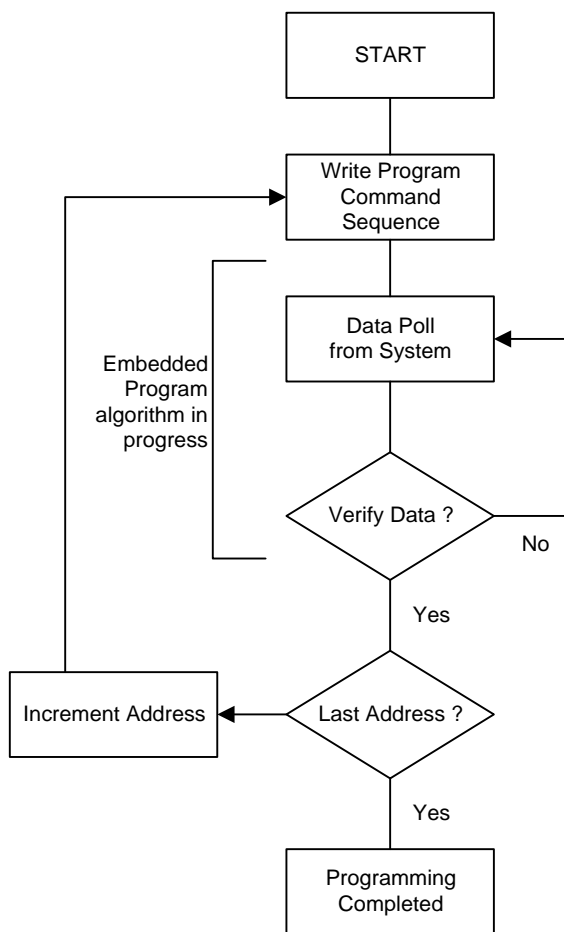 START
Write Program
Command
Sequence
Data Poll
from System
Embedded
Program
algorithm in
progress
Verify Data ?
No
Yes
Increment Address
Last Address ?
Yes
Programming
Completed